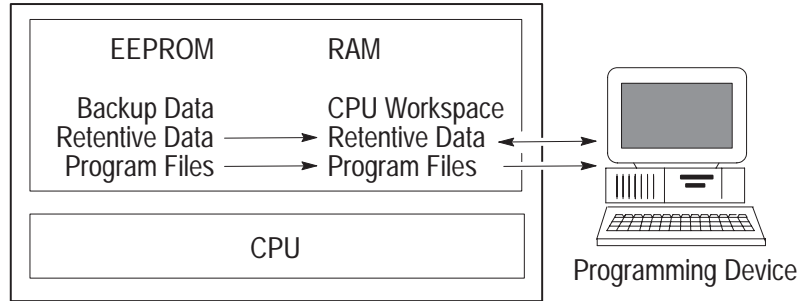 EEPROM RAM
Backup Data CPU Workspace
Retentive Data Retentive Data
Program Files Program Files
CPU
Programming Device